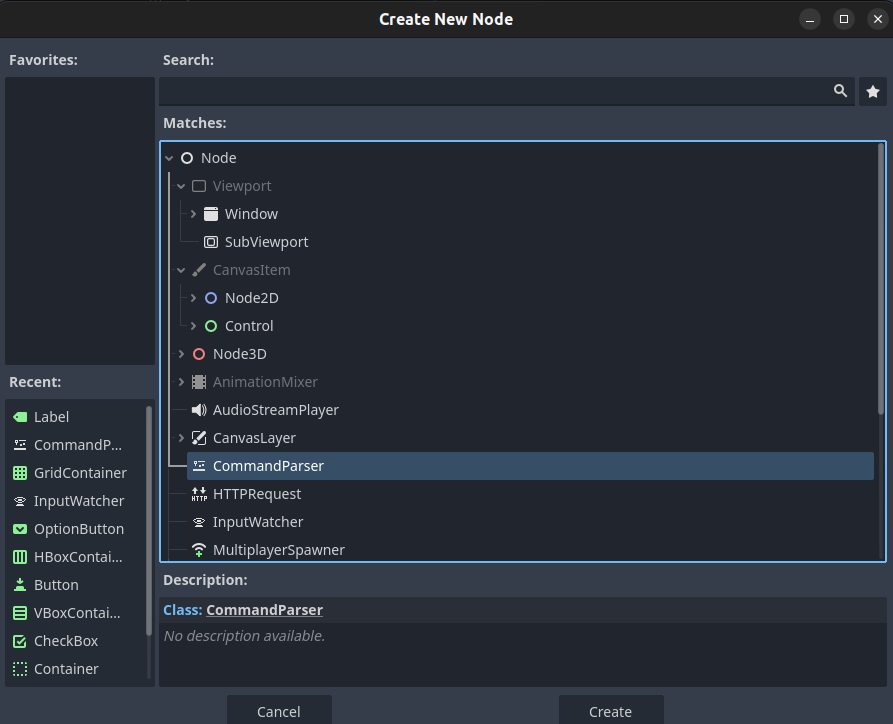 Create New Node
Favorites:
Search:
Matches:
Node
Viewport
Window
SubViewport
CanvasItem
Node2D
Control
Node3D
AnimationMixer
AudioStreamPlayer
CanvasLayer
CommandParser
HTTP HTTPRequest
InputWatcher
MultiplayerSpawner
Recent:
Label
CommandP...
GridContainer
InputWatcher
OptionButton
HBoxContai...
Button
VBoxContai...
CheckBox
Container
Description:
Class: CommandParser
No description available.
Cancel
Create